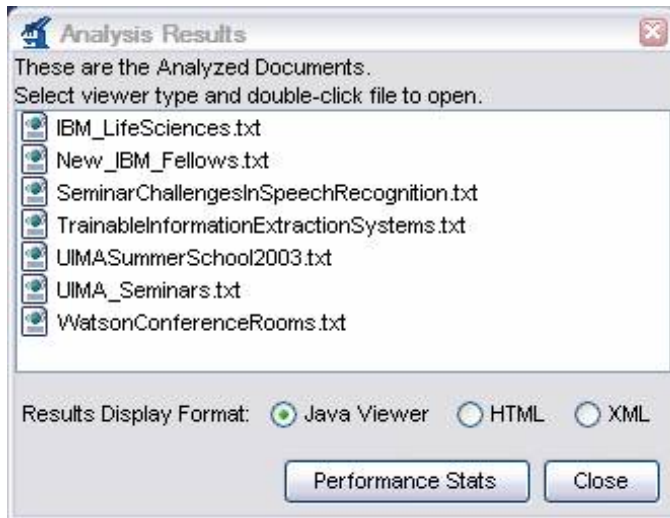 Analysis Results
These are the Analyzed Documents.
Select viewer type and double-click file to open.
IBM_LifeSciences.txt
New_IBM_Fellows.txt
SeminarChallengesInSpeechRecognition.txt
TrainableInformationExtractionSystems.txt
UIMASummerSchool2003.txt
UIMA_Seminars.txt
WatsonConferenceRooms.txt
Results Display Format: Java Viewer HTML XML
Performance Stats Close